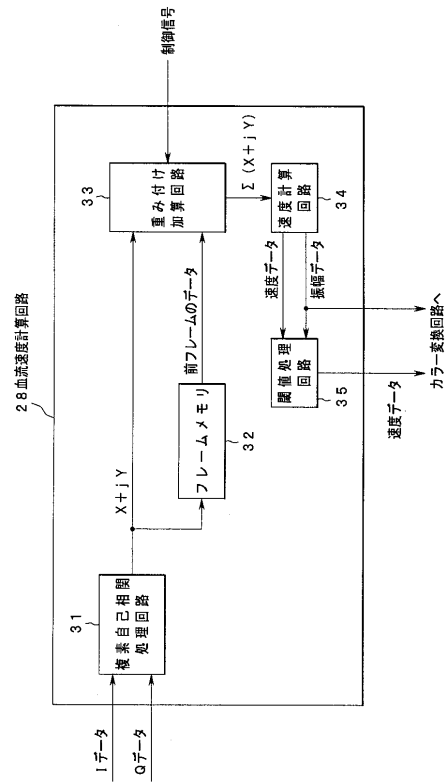 28血流速度計算回路
Iデータ
Qデータ
31
複素自己相関
処理回路
X+jY
フレームメモリ
32
前フレームのデータ
33
重み付け
加算回路
制御信号
Σ(X+jY)
速度計算
回路
34
速度データ
振幅データ
閾値処理
回路
35
速度データ
カラー変換回路へ